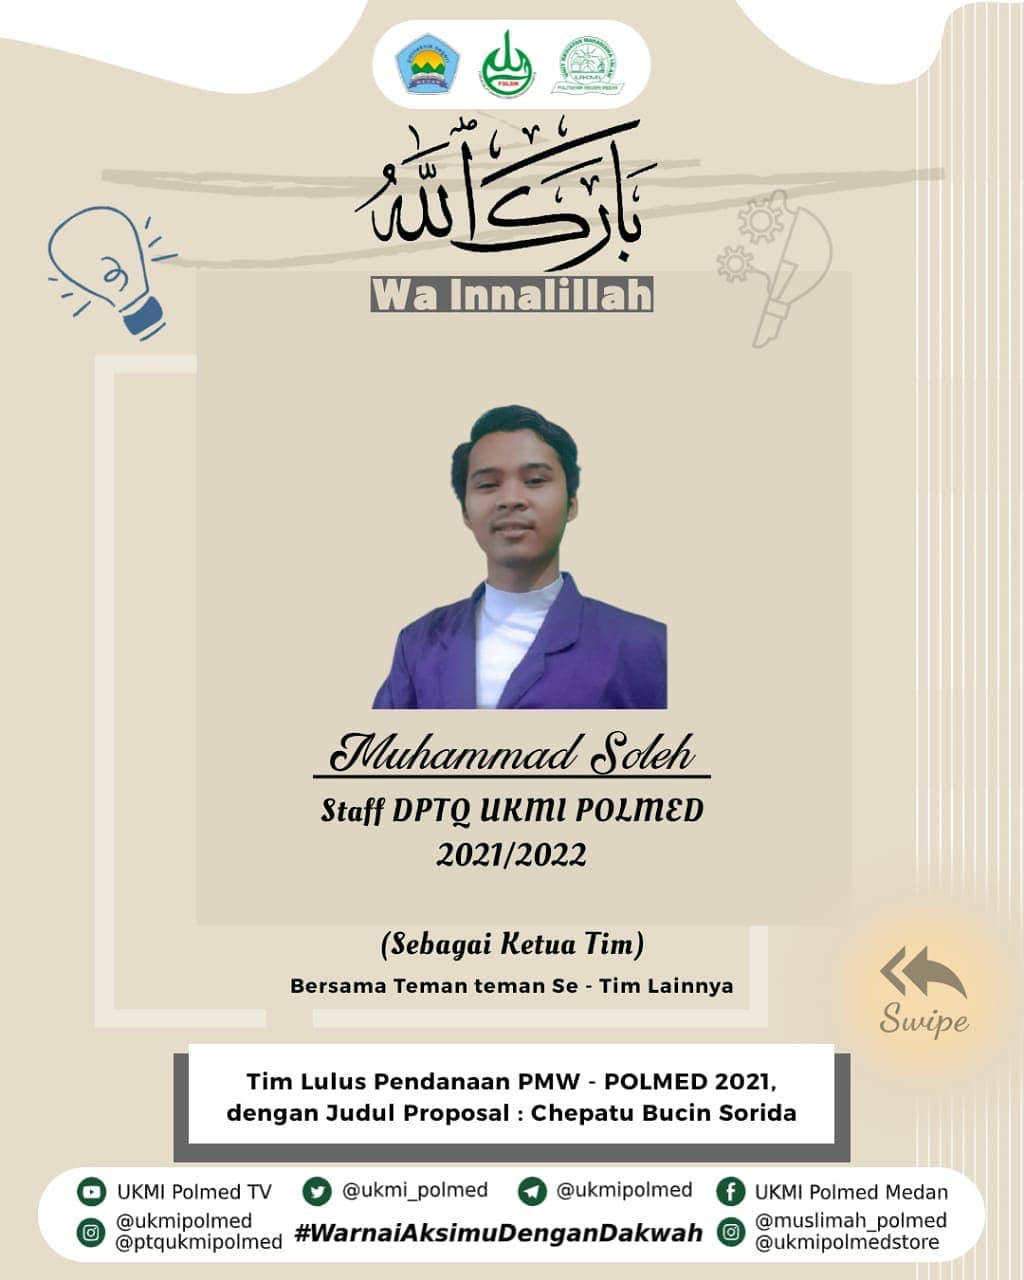 بَارَكَ ٱللَّهُ
Wa Innalillah
Muhammad Soleh
Staff DPTQ UKMI POLMED
2021/2022
(Sebagai Ketua Tim)
Bersama Teman teman Se - Tim Lainnya
Swipe
Tim Lulus Pendanaan PMW - POLMED 2021,
dengan Judul Proposal : Chepatu Bucin Sorida
UKMI Polmed TV
@ukmi_polmed
@ukmipolmed
UKMI Polmed Medan
@ukmipolmed
@ptqukmipolmed
#WarnaiAksimuDenganDakwah
@muslimah_polmed
@ukmipolmedstore